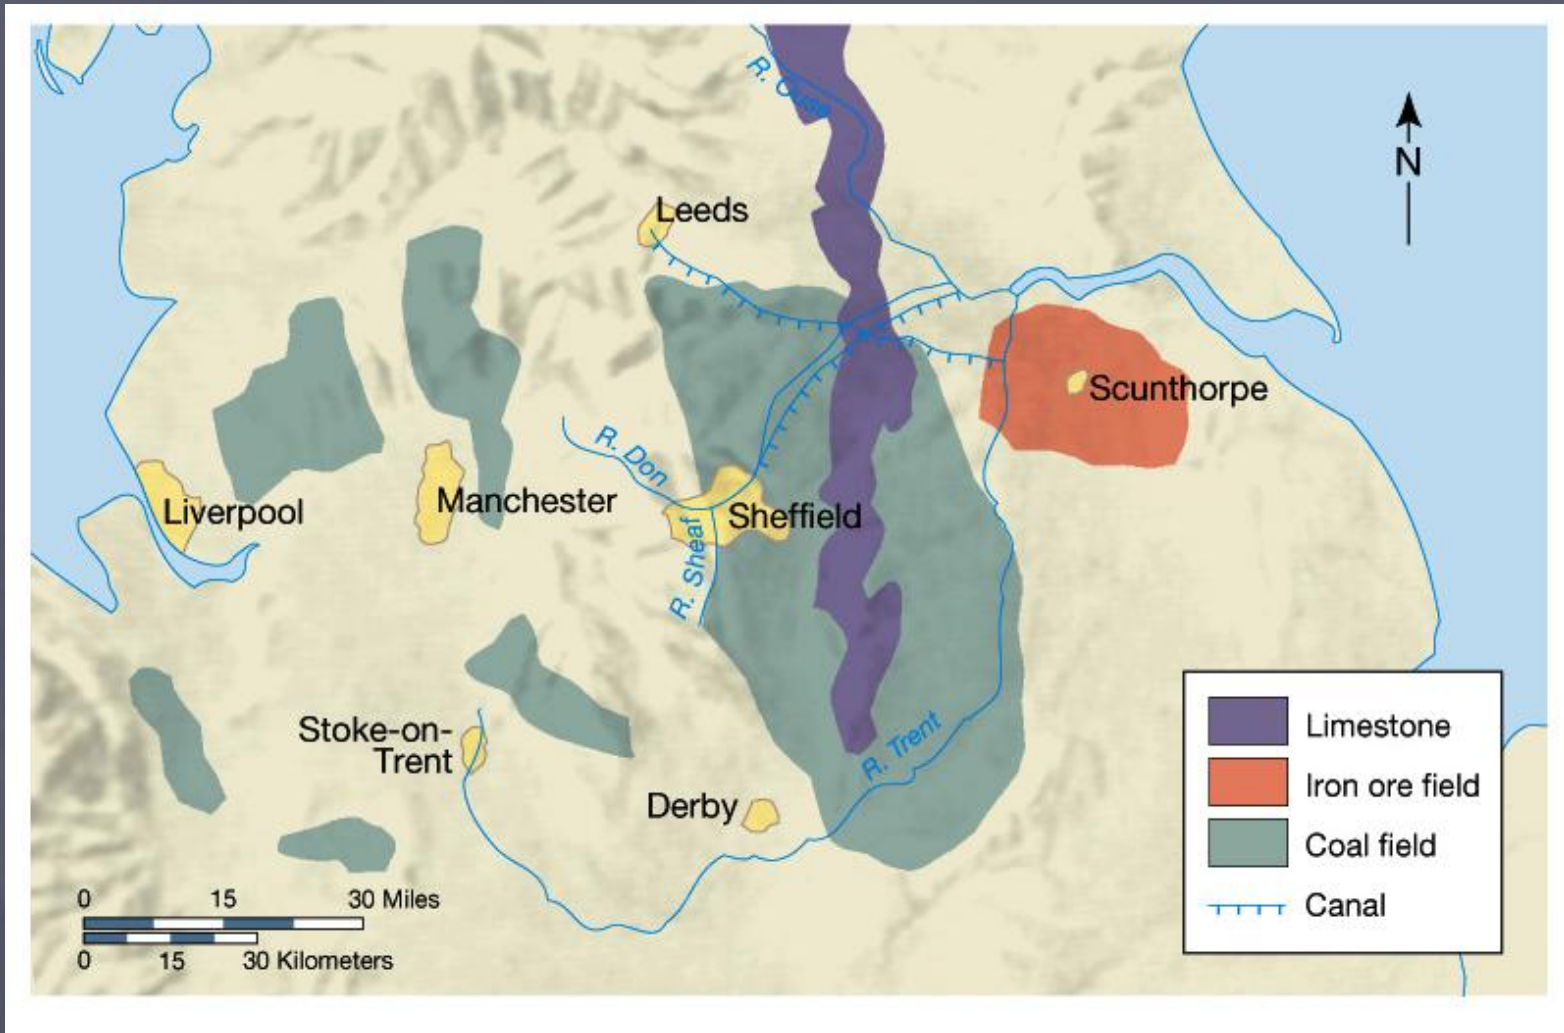 R. Ouse
N
Leeds
Scunthorpe
R. Don
Liverpool
Manchester
Sheffield
R. Sheaf
Stoke-on-
Trent
R. Trent
Derby
Limestone
Iron ore field
Coal field
Canal
0 15 30 Miles
0 15 30 Kilometers